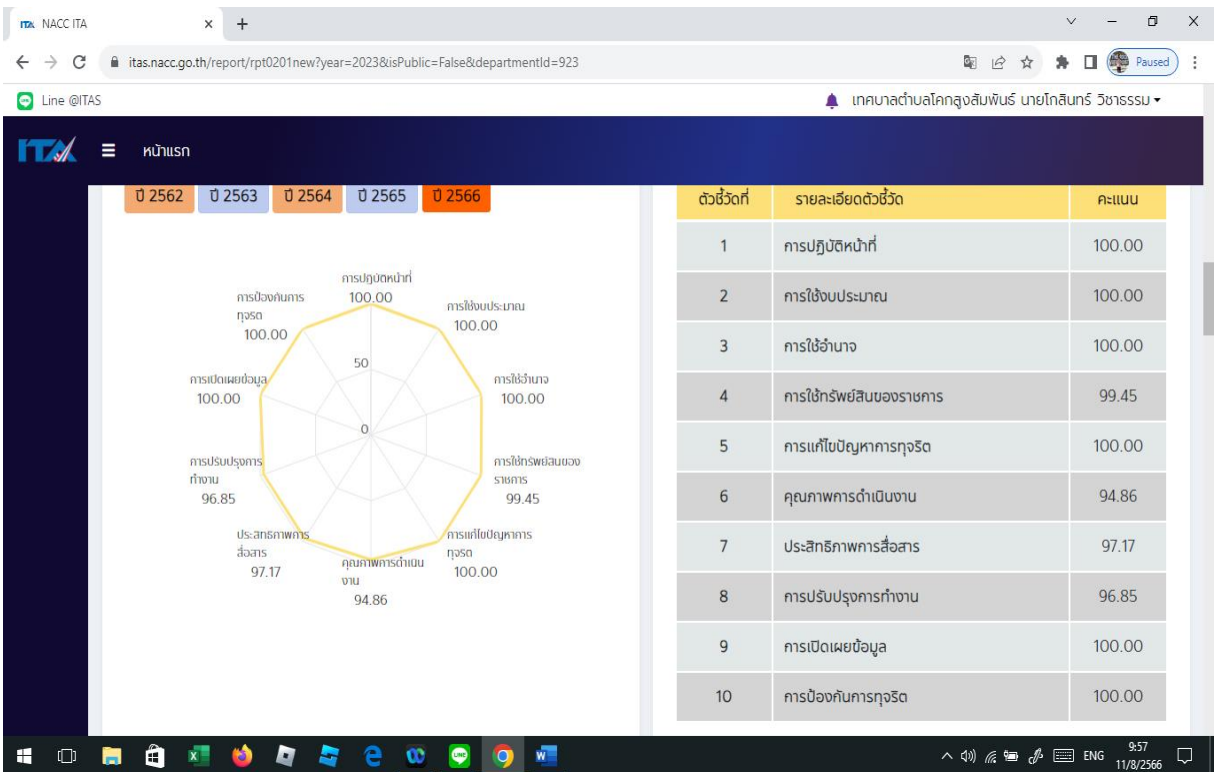 ITA NACC ITA
itas.nacc.go.th/report/rpt0201new?year=2023&isPublic=False&departmentId=923
Paused
Line @ITAS
เทศบาลตำบลโคกสูงสัมพันธ์ นายโกสินทร์ วิชาธรรม
ITA หน้าแรก
ปี 2562 ปี 2563 ปี 2564 ปี 2565 ปี 2566
การปฏิบัติหน้าที่
100.00
การใช้งบประมาณ
100.00
การใช้อำนาจ
100.00
การใช้ทรัพย์สินของ
ราชการ
99.45
การแก้ไขปัญหาการ
ทุจริต
100.00
คุณภาพการดำเนิน
งาน
94.86
ประสิทธิภาพการ
สื่อสาร
97.17
การปรับปรุงการ
ทำงาน
96.85
การเปิดเผยข้อมูล
100.00
การป้องกันการ
ทุจริต
100.00
50
0
ตัวชี้วัดที่ รายละเอียดตัวชี้วัด คะแนน
1 การปฏิบัติหน้าที่ 100.00
2 การใช้งบประมาณ 100.00
3 การใช้อำนาจ 100.00
4 การใช้ทรัพย์สินของราชการ 99.45
5 การแก้ไขปัญหาการทุจริต 100.00
6 คุณภาพการดำเนินงาน 94.86
7 ประสิทธิภาพการสื่อสาร 97.17
8 การปรับปรุงการทำงาน 96.85
9 การเปิดเผยข้อมูล 100.00
10 การป้องกันการทุจริต 100.00
ENG 9:57
11/8/2566